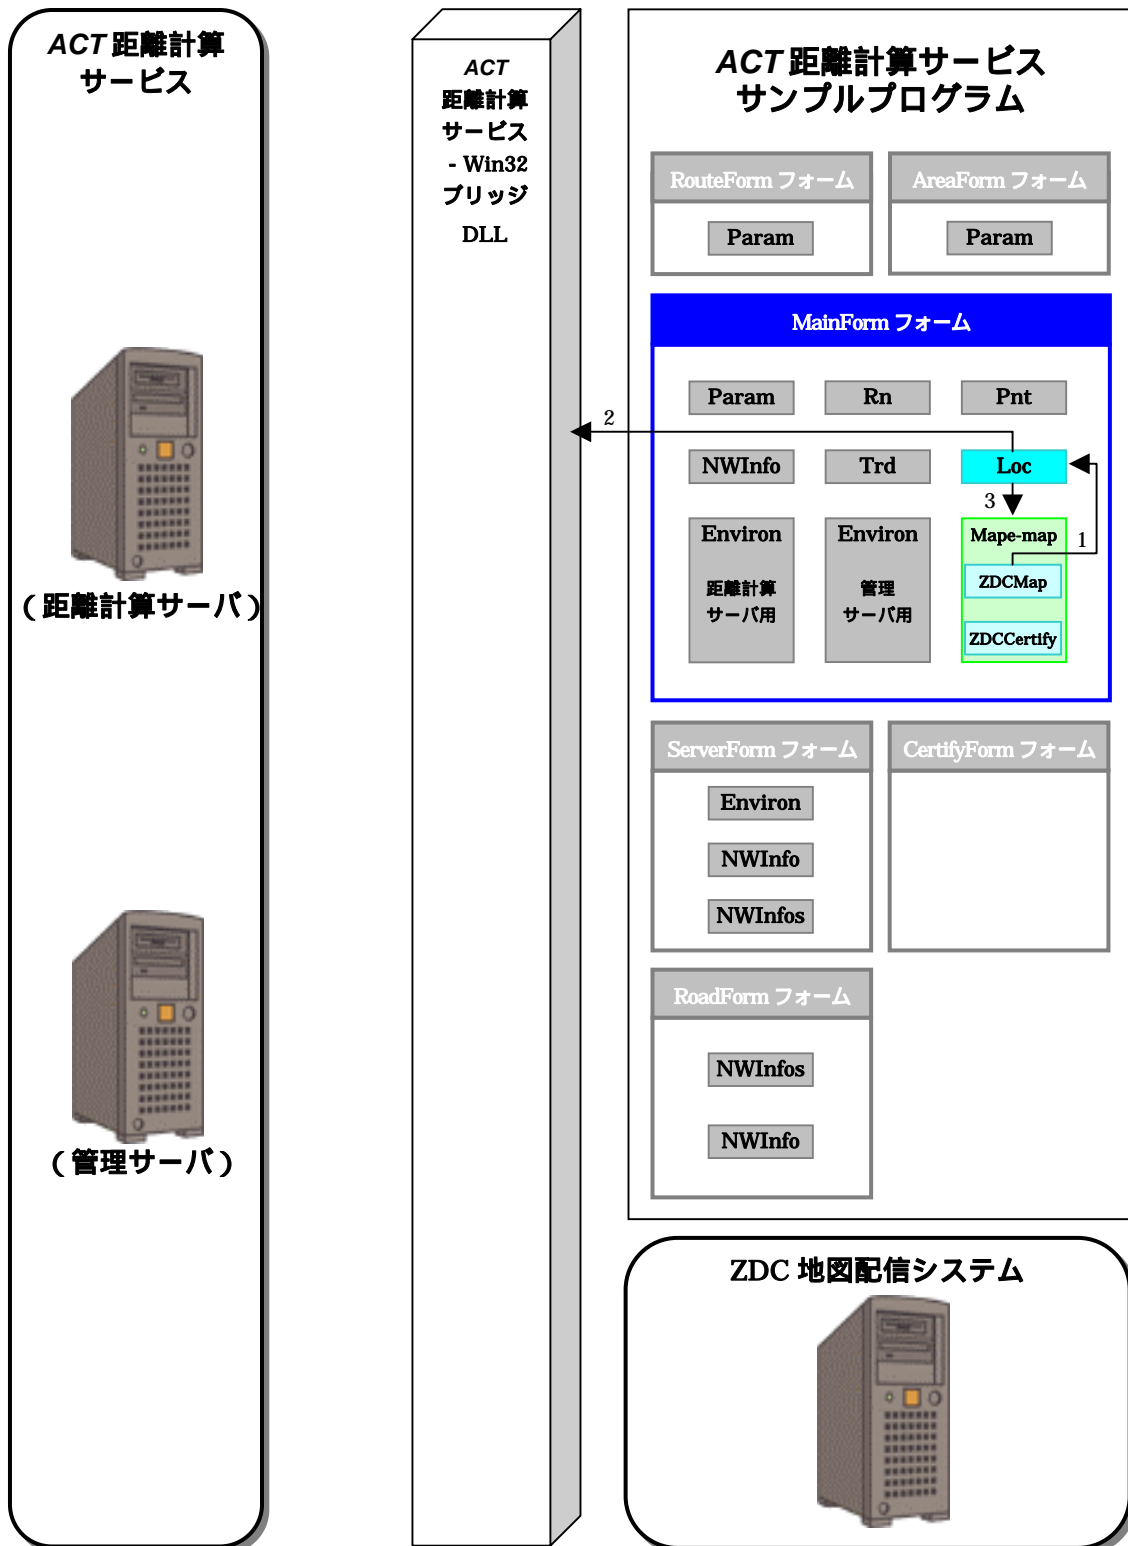 ACT 距離計算
サービス
(距離計算サーバ)
(管理サーバ)
ACT
距離計算
サービス
- Win32
ブリッジ
DLL
ACT 距離計算サービス
サンプルプログラム
RouteForm フォーム
Param
AreaForm フォーム
Param
MainForm フォーム
Param
Rn
Pnt
2
NWInfo
Trd
Loc
3
1
Environ
距離計算
サーバ用
Environ
管理
サーバ用
Mape-map
ZDCMap
ZDCCertify
ServerForm フォーム
Environ
NWInfo
NWInfos
CertifyForm フォーム
RoadForm フォーム
NWInfos
NWInfo
ZDC 地図配信システム